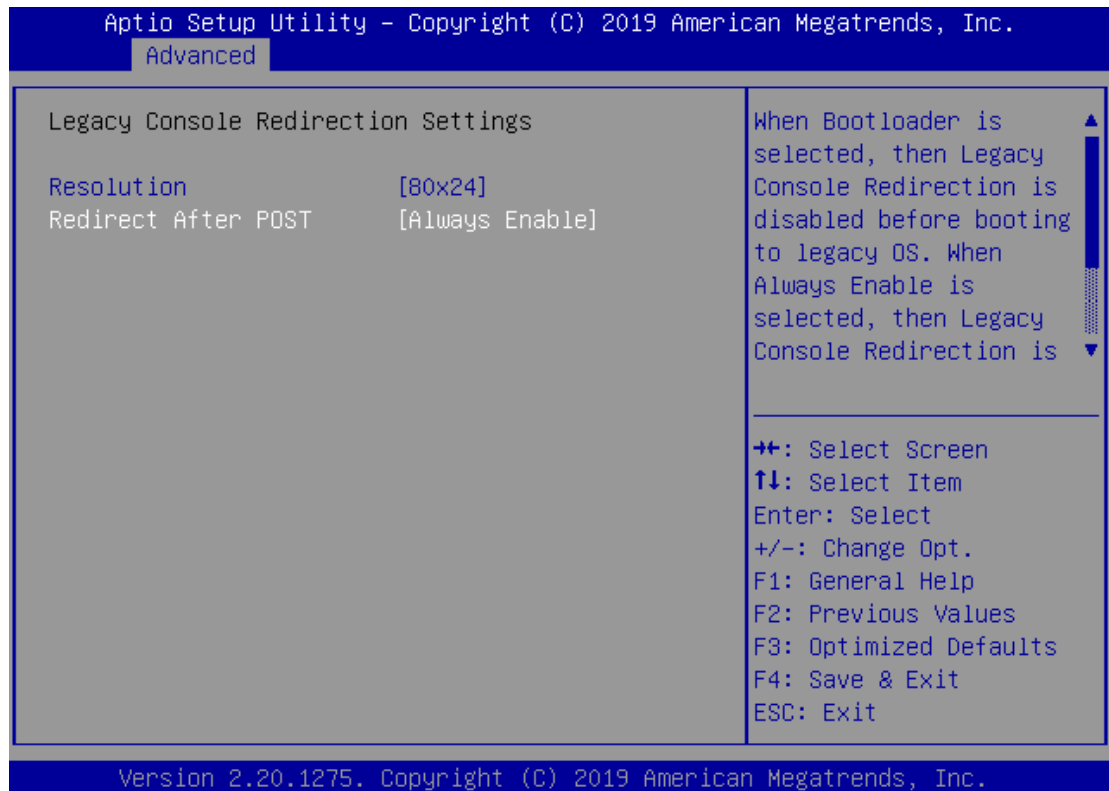 Aptio Setup Utility – Copyright (C) 2019 American Megatrends, Inc.
Advanced
Legacy Console Redirection Settings
Resolution [80x24]
Redirect After POST [Always Enable]
When Bootloader is
selected, then Legacy
Console Redirection is
disabled before booting
to legacy OS. When
Always Enable is
selected, then Legacy
Console Redirection is
→←: Select Screen
↑↓: Select Item
Enter: Select
+/-: Change Opt.
F1: General Help
F2: Previous Values
F3: Optimized Defaults
F4: Save & Exit
ESC: Exit
Version 2.20.1275. Copyright (C) 2019 American Megatrends, Inc.